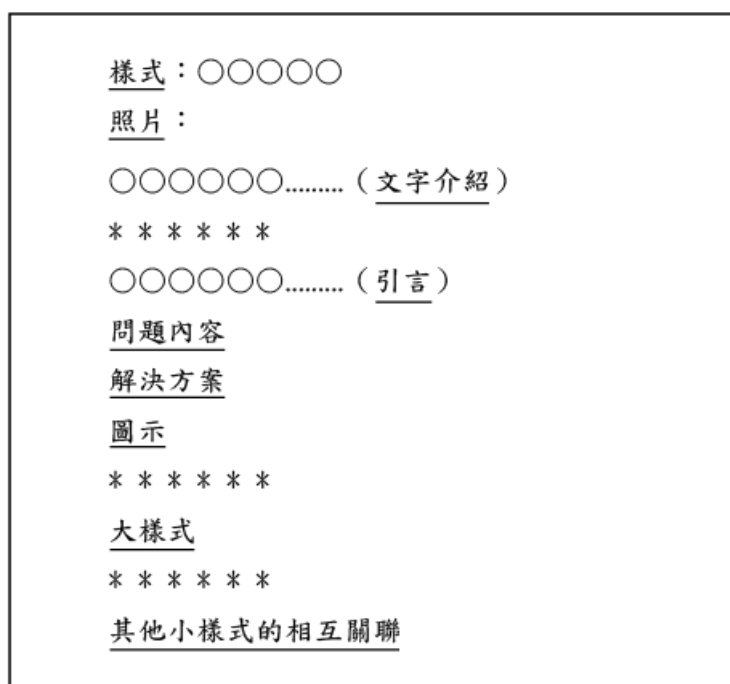 樣式：○○○○○
照片：
○○○○○○………（文字介紹）
＊＊＊＊＊＊
○○○○○○………（引言）
問題內容
解決方案
圖示
＊＊＊＊＊＊
大樣式
＊＊＊＊＊＊
其他小樣式的相互關聯